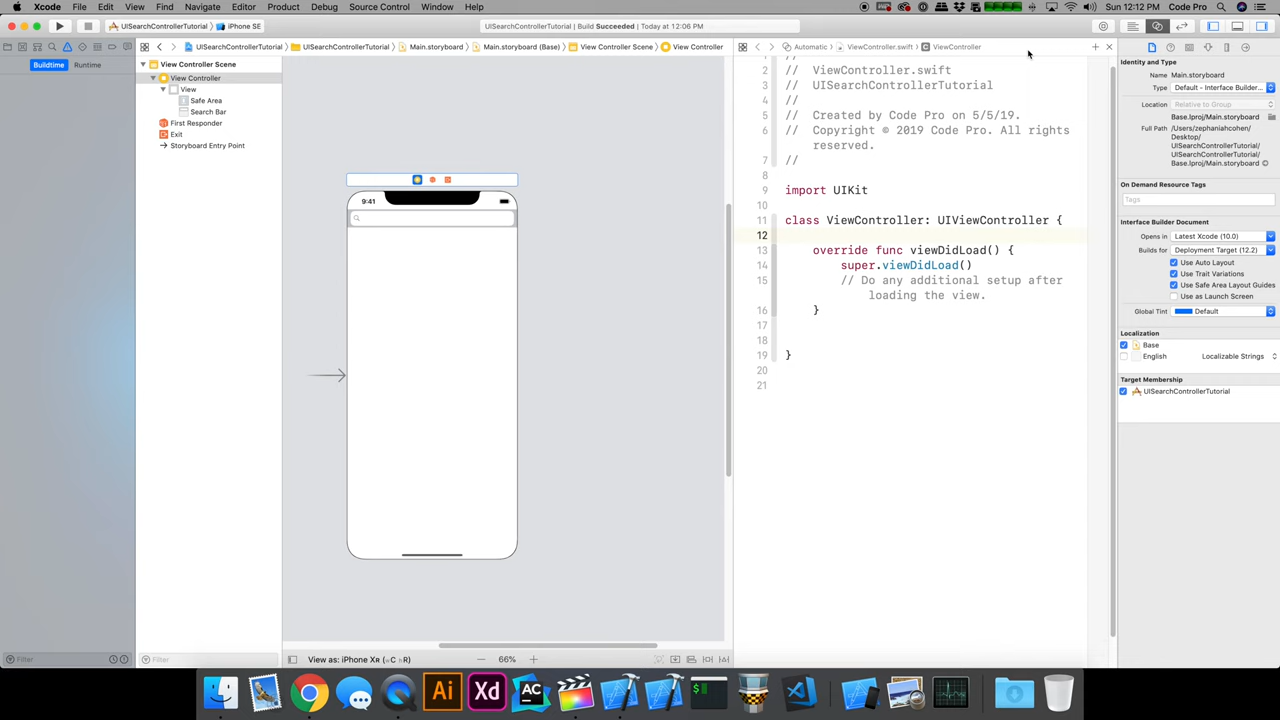 Xcode File Edit View Find Navigate Editor Product Debug Source Control Window Help Sun 12:12 PM Code Pro
UISearchControllerTutorial iPhone SE
UISearchControllerTutorial | Build Succeeded | Today at 12:06 PM
UISearchControllerTutorial UISearchControllerTutorial Main.storyboard Main.storyboard (Base) View Controller Scene View Controller
Automatic ViewController.swift ViewController
Buildtime Runtime
View Controller Scene
View Controller
View
Safe Area
Search Bar
First Responder
Exit
Storyboard Entry Point
Filter
Filter
9:41
View as: iPhone XR (wC hR)
66%
//
2 // ViewController.swift
3 // UISearchControllerTutorial
4 //
5 // Created by Code Pro on 5/5/19.
6 // Copyright © 2019 Code Pro. All rights
reserved.
7 //
8
9 import UIKit
10
11 class ViewController: UIViewController {
12
13 override func viewDidLoad() {
14 super.viewDidLoad()
15 // Do any additional setup after
loading the view.
16 }
17
18
19 }
20
21
Identity and Type
Name Main.storyboard
Type Default - Interface Builder...
Location Relative to Group
Base.lproj/Main.storyboard
Full Path /Users/zephaniahcohen/
Desktop/
UISearchControllerTutorial/
UISearchControllerTutorial/
Base.lproj/Main.storyboard
On Demand Resource Tags
Tags
Interface Builder Document
Opens in Latest Xcode (10.0)
Builds for Deployment Target (12.2)
Use Auto Layout
Use Trait Variations
Use Safe Area Layout Guides
Use as Launch Screen
Global Tint Default
Localization
Base
English Localizable Strings
Target Membership
UISearchControllerTutorial
Ai Xd AC